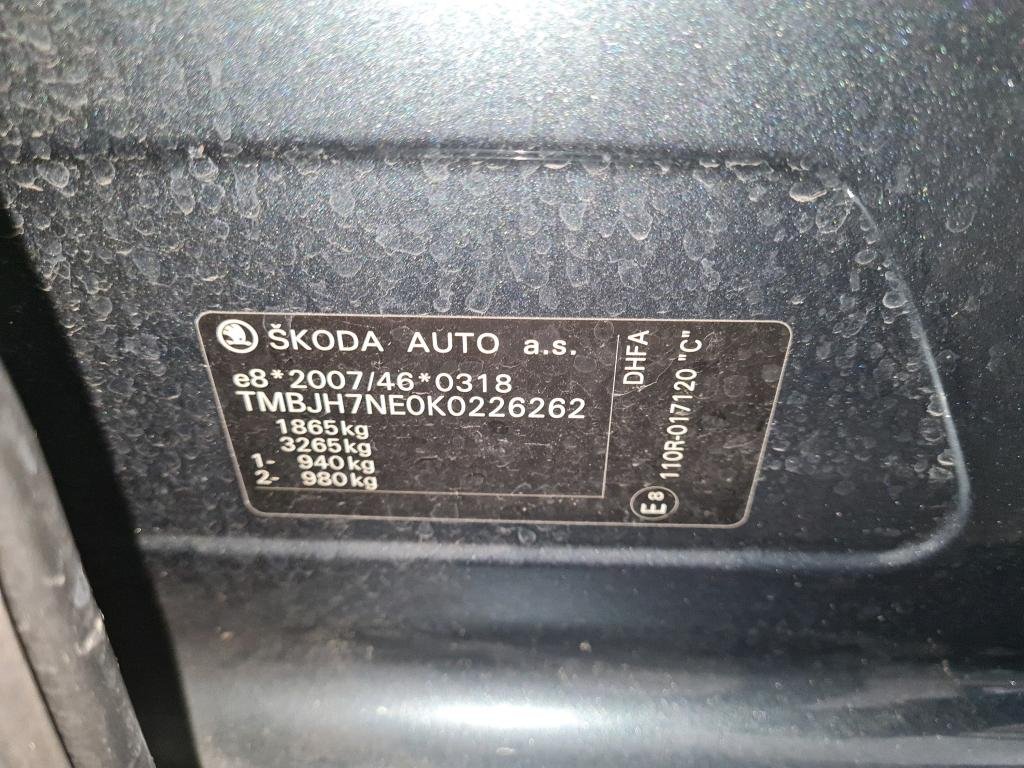 ŠKODA AUTO a.s.
e8*2007/46*0318
TMBJH7NE0K0226262
1865kg
3265kg
1- 940kg
2- 980kg
DHFA
E8 110R-017120 "C"